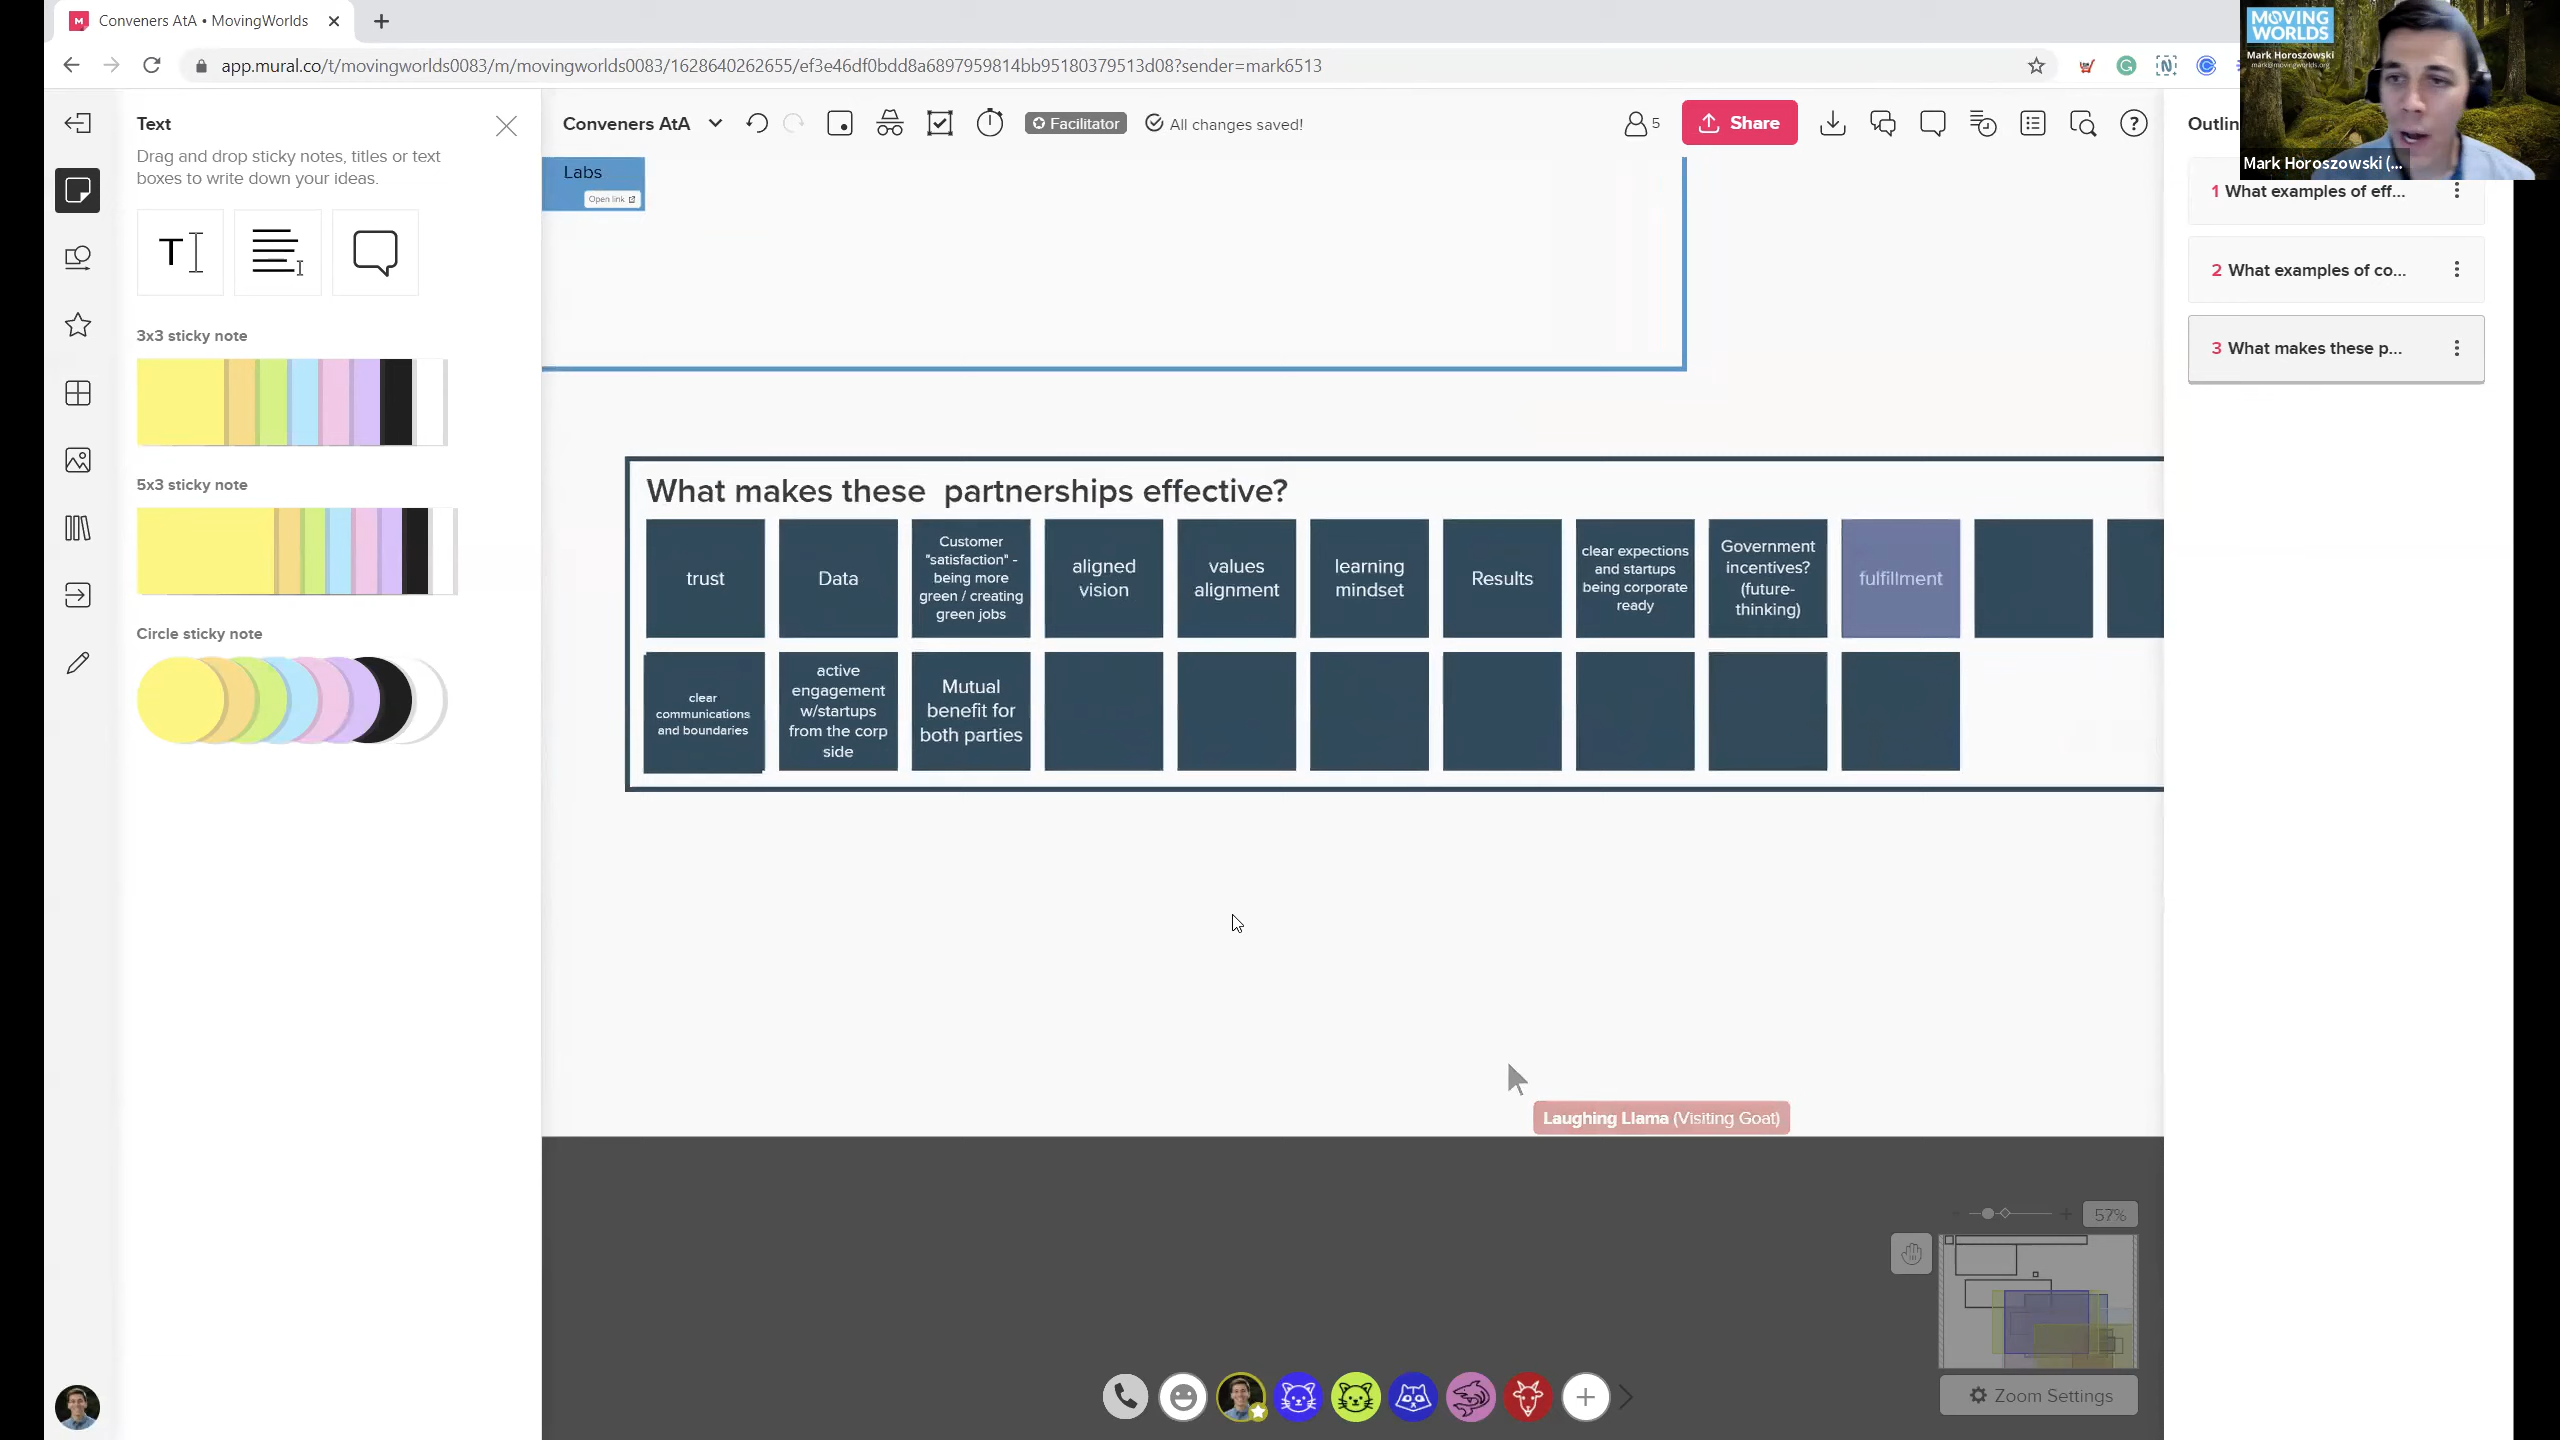 Conveners AtA • MovingWorlds
app.mural.co/t/movingworlds0083/m/movingworlds0083/1628640262655/ef3e46df0bdd8a6897959814bb95180379513d08?sender=mark6513
MOVING
WORLDS
Mark Horoszowski
mark@movingworlds.org
Mark Horoszowski (...
Text
Drag and drop sticky notes, titles or text
boxes to write down your ideas.
3x3 sticky note
5x3 sticky note
Circle sticky note
Conveners AtA
Facilitator
All changes saved!
5
Share
Labs
Open link
What makes these  partnerships effective?
trust
Data
Customer
"satisfaction" -
being more
green / creating
green jobs
aligned
vision
values
alignment
learning
mindset
Results
clear expections
and startups
being corporate
ready
Government
incentives?
(future-
thinking)
fulfillment
clear
communications
and boundaries
active
engagement
w/startups
from the corp
side
Mutual
benefit for
both parties
Laughing Llama (Visiting Goat)
57%
Zoom Settings
Outlin
1 What examples of eff...
2 What examples of co...
3 What makes these p...